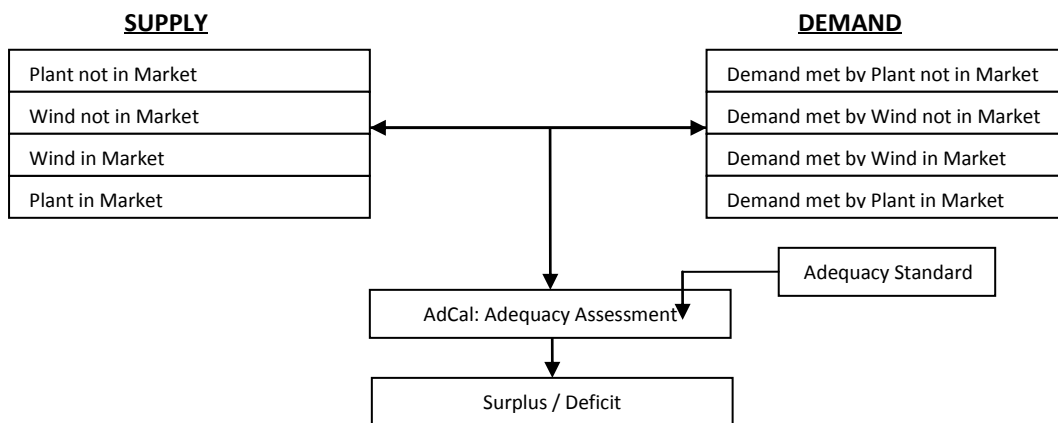 SUPPLY
Plant not in Market
Wind not in Market
Wind in Market
Plant in Market
DEMAND
Demand met by Plant not in Market
Demand met by Wind not in Market
Demand met by Wind in Market
Demand met by Plant in Market
Adequacy Standard
AdCal: Adequacy Assessment
Surplus / Deficit